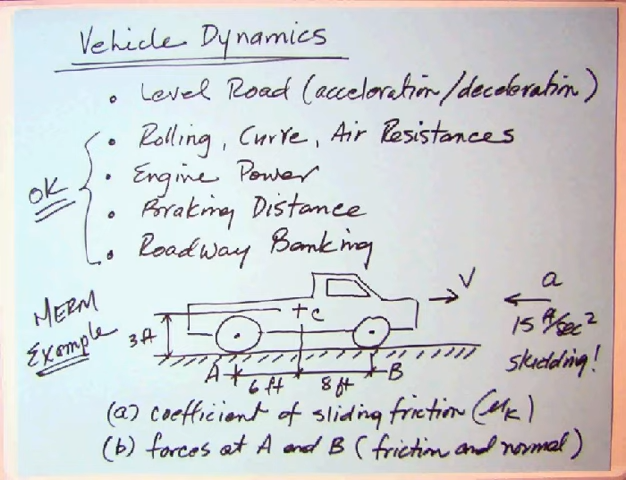 Vehicle Dynamics
• Level Road (acceleration/deceleration)
• Rolling, Curve, Air Resistances
• Engine Power
• Braking Distance
• Roadway Banking
OK
MERM
Example
3 ft
+ C
V
a
15 ft/sec²
skidding!
A
B
6 ft
8 ft
(a) coefficient of sliding friction (μk)
(b) forces at A and B (friction and normal)